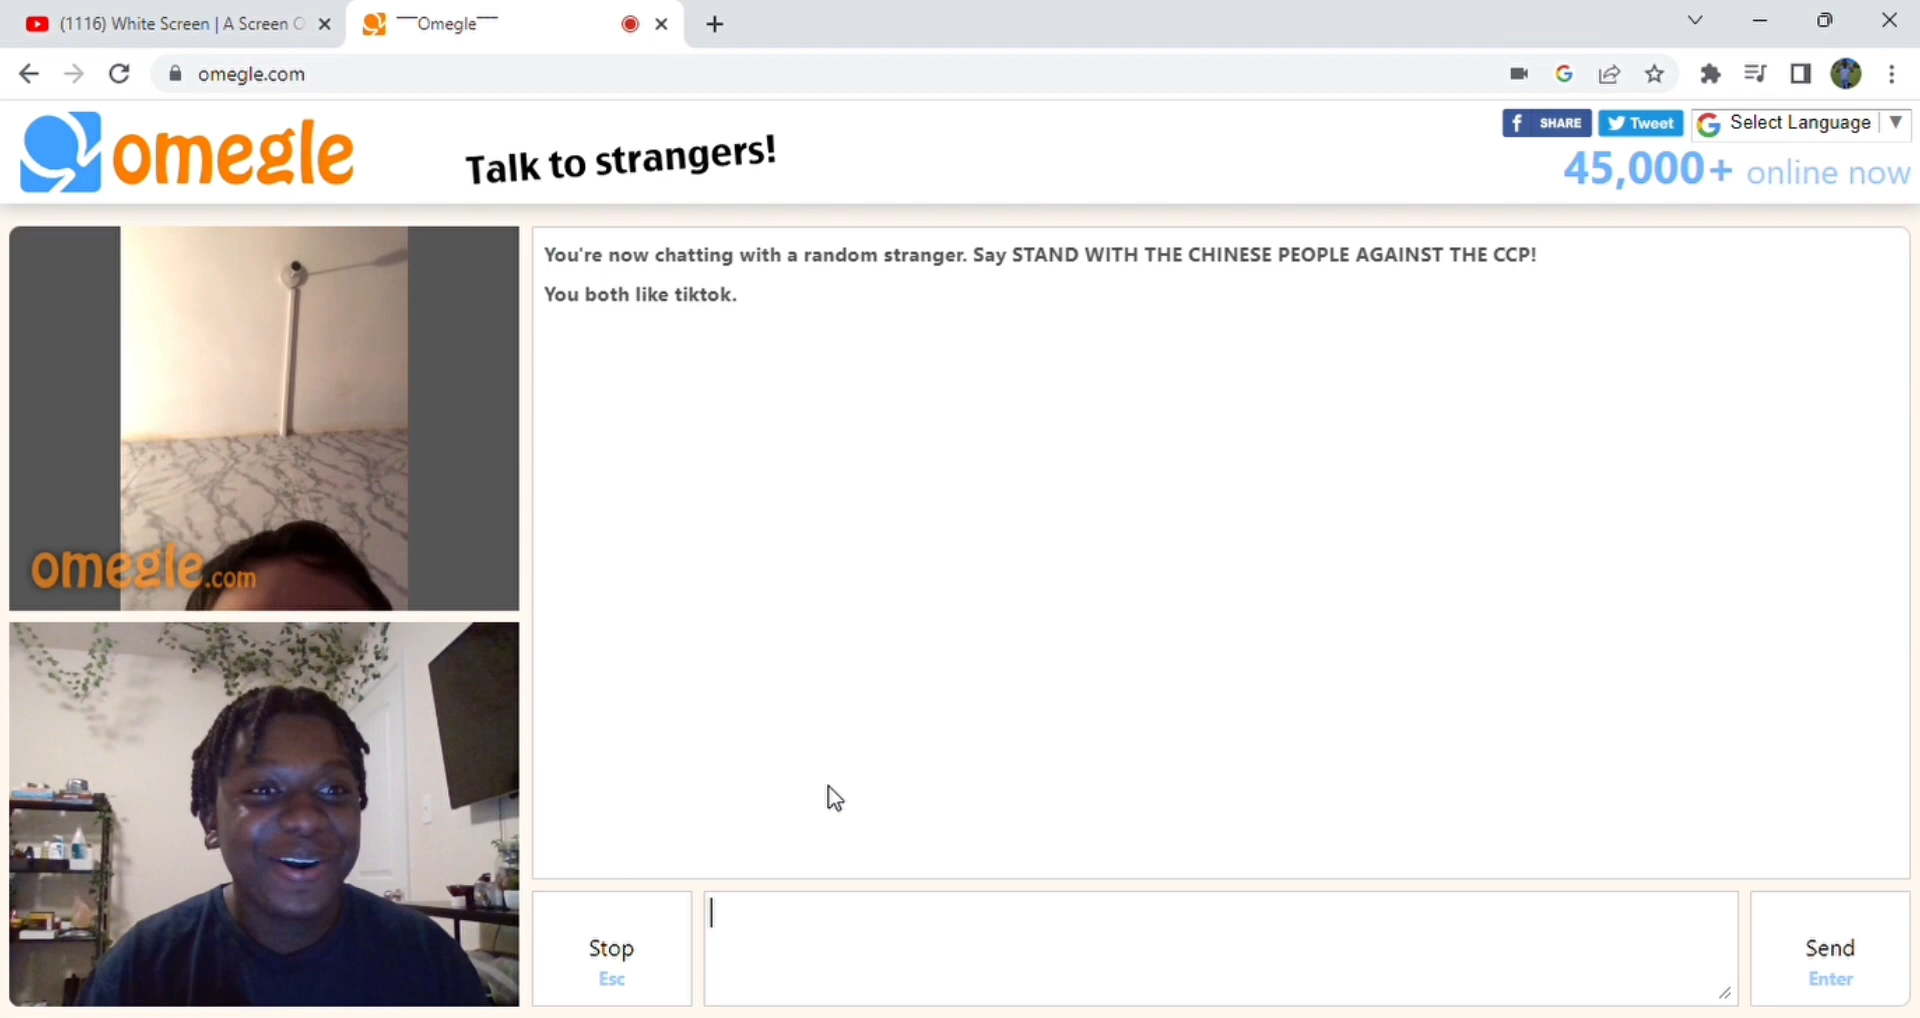 (1116) White Screen | A Screen O
Omegle
omegle.com
omegle
Talk to strangers!
SHARE
Tweet
Select Language
45,000+ online now
You're now chatting with a random stranger. Say STAND WITH THE CHINESE PEOPLE AGAINST THE CCP!
You both like tiktok.
omegle.com
Stop
Esc
Send
Enter